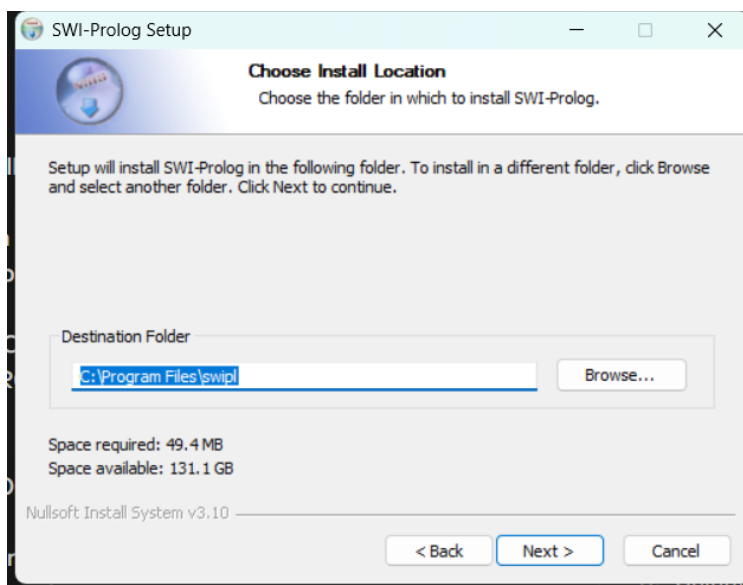 SWI-Prolog Setup
Choose Install Location
Choose the folder in which to install SWI-Prolog.
Setup will install SWI-Prolog in the following folder. To install in a different folder, click Browse
and select another folder. Click Next to continue.
Destination Folder
C:\Program Files\swipl
Browse...
Space required: 49.4 MB
Space available: 131.1 GB
Nullsoft Install System v3.10
< Back
Next >
Cancel